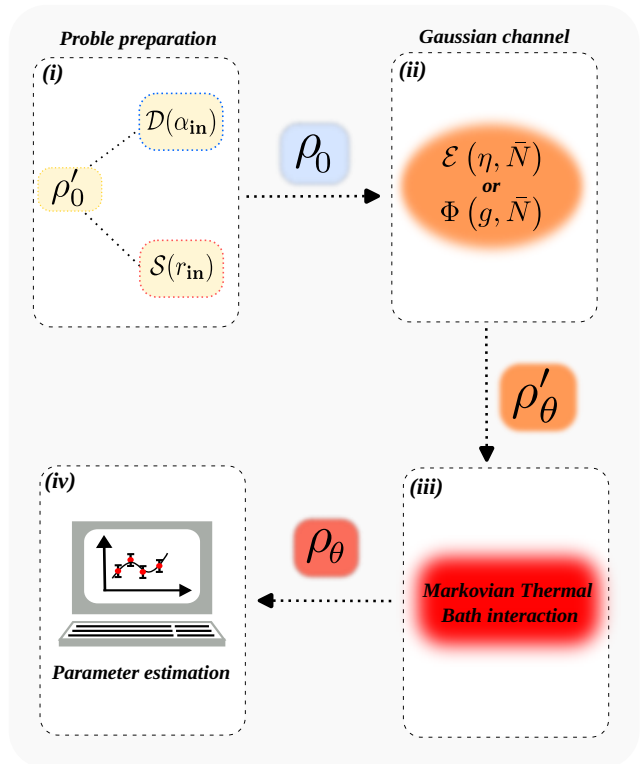 Proble preparation
(i)
𝒟(α_in)
ρ′_0
𝒮(r_in)
ρ_0
Gaussian channel
(ii)
ℰ (η, N̄)
or
Φ (g, N̄)
ρ′_θ
(iii)
Markovian Thermal
Bath interaction
ρ_θ
(iv)
Parameter estimation